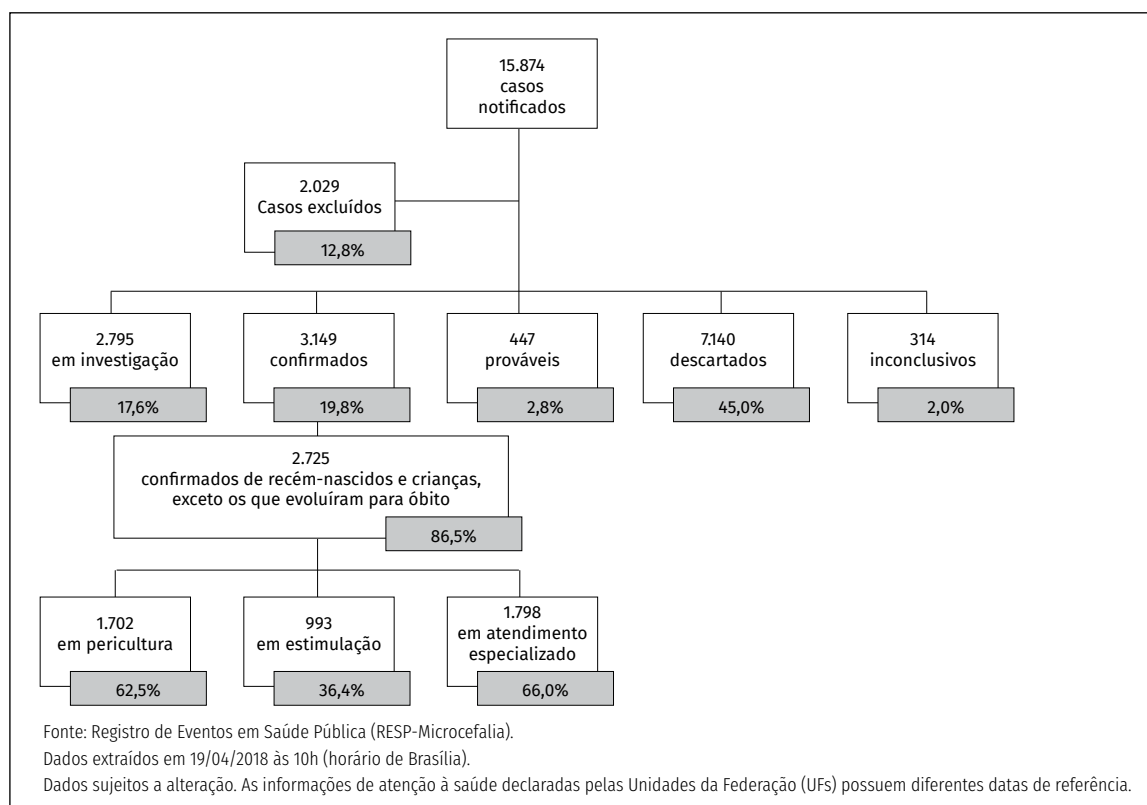 15.874
casos
notificados
2.029
Casos excluídos
12,8%
2.795
em investigação
17,6%
3.149
confirmados
19,8%
447
prováveis
2,8%
7.140
descartados
45,0%
314
inconclusivos
2,0%
2.725
confirmados de recém-nascidos e crianças,
exceto os que evoluíram para óbito
86,5%
1.702
em pericultura
62,5%
993
em estimulação
36,4%
1.798
em atendimento
especializado
66,0%
Fonte: Registro de Eventos em Saúde Pública (RESP-Microcefalia).
Dados extraídos em 19/04/2018 às 10h (horário de Brasília).
Dados sujeitos a alteração. As informações de atenção à saúde declaradas pelas Unidades da Federação (UFs) possuem diferentes datas de referência.